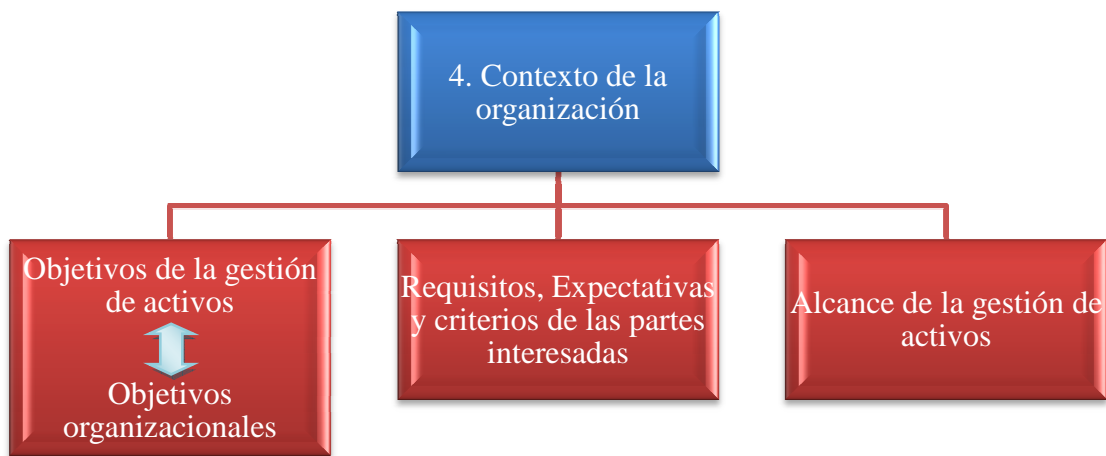 4. Contexto de la
organización
Objetivos de la gestión
de activos
Objetivos
organizacionales
Requisitos, Expectativas
y criterios de las partes
interesadas
Alcance de la gestión de
activos